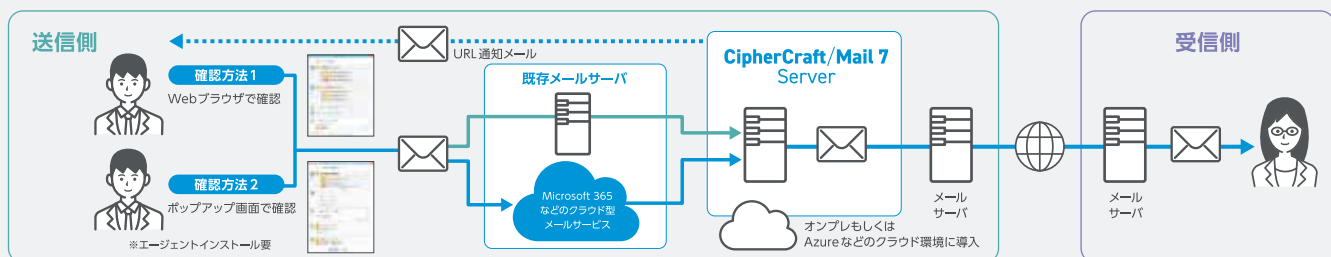 送信側
確認方法1
Webブラウザで確認
確認方法2
ポップアップ画面で確認
※エージェントインストール要
URL通知メール
既存メールサーバ
Microsoft 365
などのクラウド型
メールサービス
CipherCraft/Mail 7
Server
オンプレもしくは
Azureなどのクラウド環境に導入
メール
サーバ
受信側
メール
サーバ